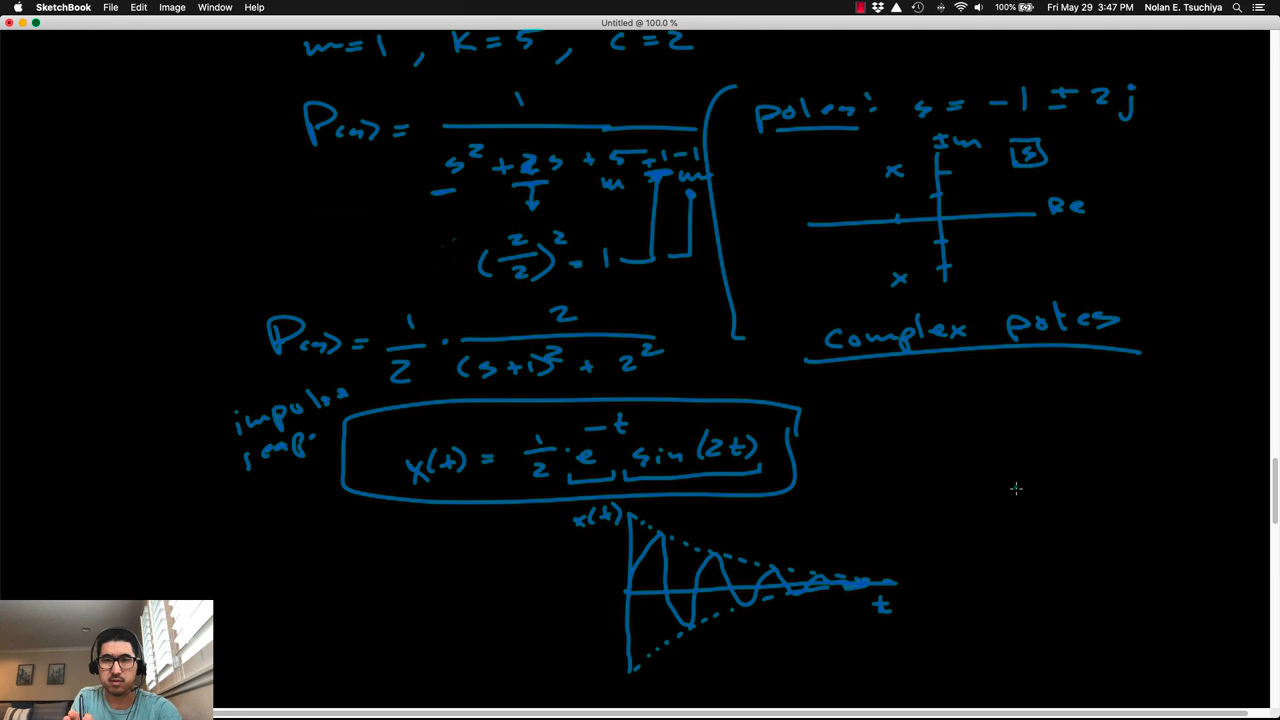 SketchBook File Edit Image Window Help 100% Fri May 29 3:47 PM Nolan E. Tsuchiya
Untitled @ 100.0 %
m=1 , K=5 , C=2
P(s) = 1 / s² + 2s + 5 +1 -1
(2/2)² = 1
P(s) = 1/2 · 2 / (s+1)² + 2²
impulse resp.
x(t) = 1/2 · e^-t sin(2t)
x(t)
t
poles: s = -1 ± 2j
Im [s]
x
Re
x
complex poles